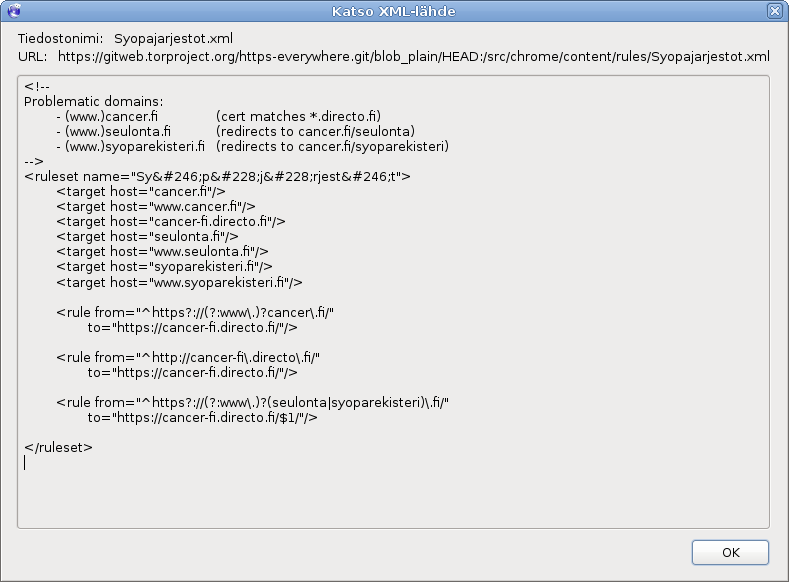 Katso XML-lähde
Tiedostonimi: Syopajarjestot.xml
URL: https://gitweb.torproject.org/https-everywhere.git/blob_plain/HEAD:/src/chrome/content/rules/Syopajarjestot.xml
<!--
Problematic domains:
- (www.)cancer.fi (cert matches *.directo.fi)
- (www.)seulonta.fi (redirects to cancer.fi/seulonta)
- (www.)syoparekisteri.fi (redirects to cancer.fi/syoparekisteri)
-->
<ruleset name="Sy&#246;p&#228;j&#228;rjest&#246;t">
<target host="cancer.fi"/>
<target host="www.cancer.fi"/>
<target host="cancer-fi.directo.fi"/>
<target host="seulonta.fi"/>
<target host="www.seulonta.fi"/>
<target host="syoparekisteri.fi"/>
<target host="www.syoparekisteri.fi"/>
<rule from="^https?://(?:www\.)?cancer\.fi/"
to="https://cancer-fi.directo.fi/"/>
<rule from="^http://cancer-fi\.directo\.fi/"
to="https://cancer-fi.directo.fi/"/>
<rule from="^https?://(?:www\.)?(seulonta|syoparekisteri)\.fi/"
to="https://cancer-fi.directo.fi/$1/"/>
</ruleset>
OK